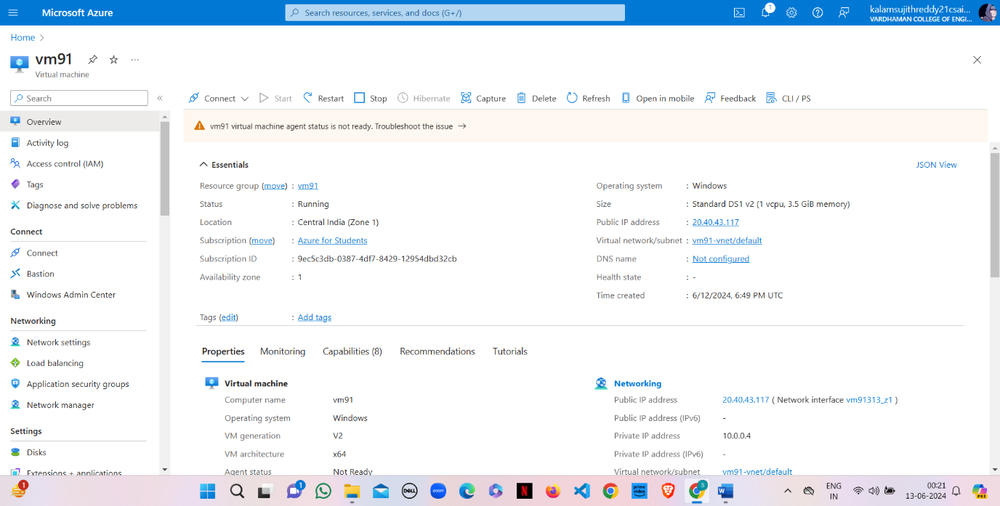 Microsoft Azure
Search resources, services, and docs (G+/)
1
kalamsujithreddy21csai...
VARDHAMAN COLLEGE OF ENGI...
Home
vm91
Virtual machine
Search
Connect
Start
Restart
Stop
Hibernate
Capture
Delete
Refresh
Open in mobile
Feedback
CLI / PS
Overview
Activity log
Access control (IAM)
Tags
Diagnose and solve problems
Connect
Connect
Bastion
Windows Admin Center
Networking
Network settings
Load balancing
Application security groups
Network manager
Settings
Disks
Extensions + applications
vm91 virtual machine agent status is not ready. Troubleshoot the issue →
Essentials
JSON View
Resource group (move) : vm91
Status : Running
Location : Central India (Zone 1)
Subscription (move) : Azure for Students
Subscription ID : 9ec5c3db-0387-4df7-8429-12954dbd32cb
Availability zone : 1
Operating system : Windows
Size : Standard DS1 v2 (1 vcpu, 3.5 GiB memory)
Public IP address : 20.40.43.117
Virtual network/subnet : vm91-vnet/default
DNS name : Not configured
Health state : -
Time created : 6/12/2024, 6:49 PM UTC
Tags (edit) : Add tags
Properties
Monitoring
Capabilities (8)
Recommendations
Tutorials
Virtual machine
Computer name vm91
Operating system Windows
VM generation V2
VM architecture x64
Agent status Not Ready
Networking
Public IP address 20.40.43.117 ( Network interface vm91313_z1 )
Public IP address (IPv6) -
Private IP address 10.0.0.4
Private IP address (IPv6) -
Virtual network/subnet vm91-vnet/default
1
1
DELL
zoom
N
prime video
S
W
ENG
IN
00:21
13-06-2024
PRE